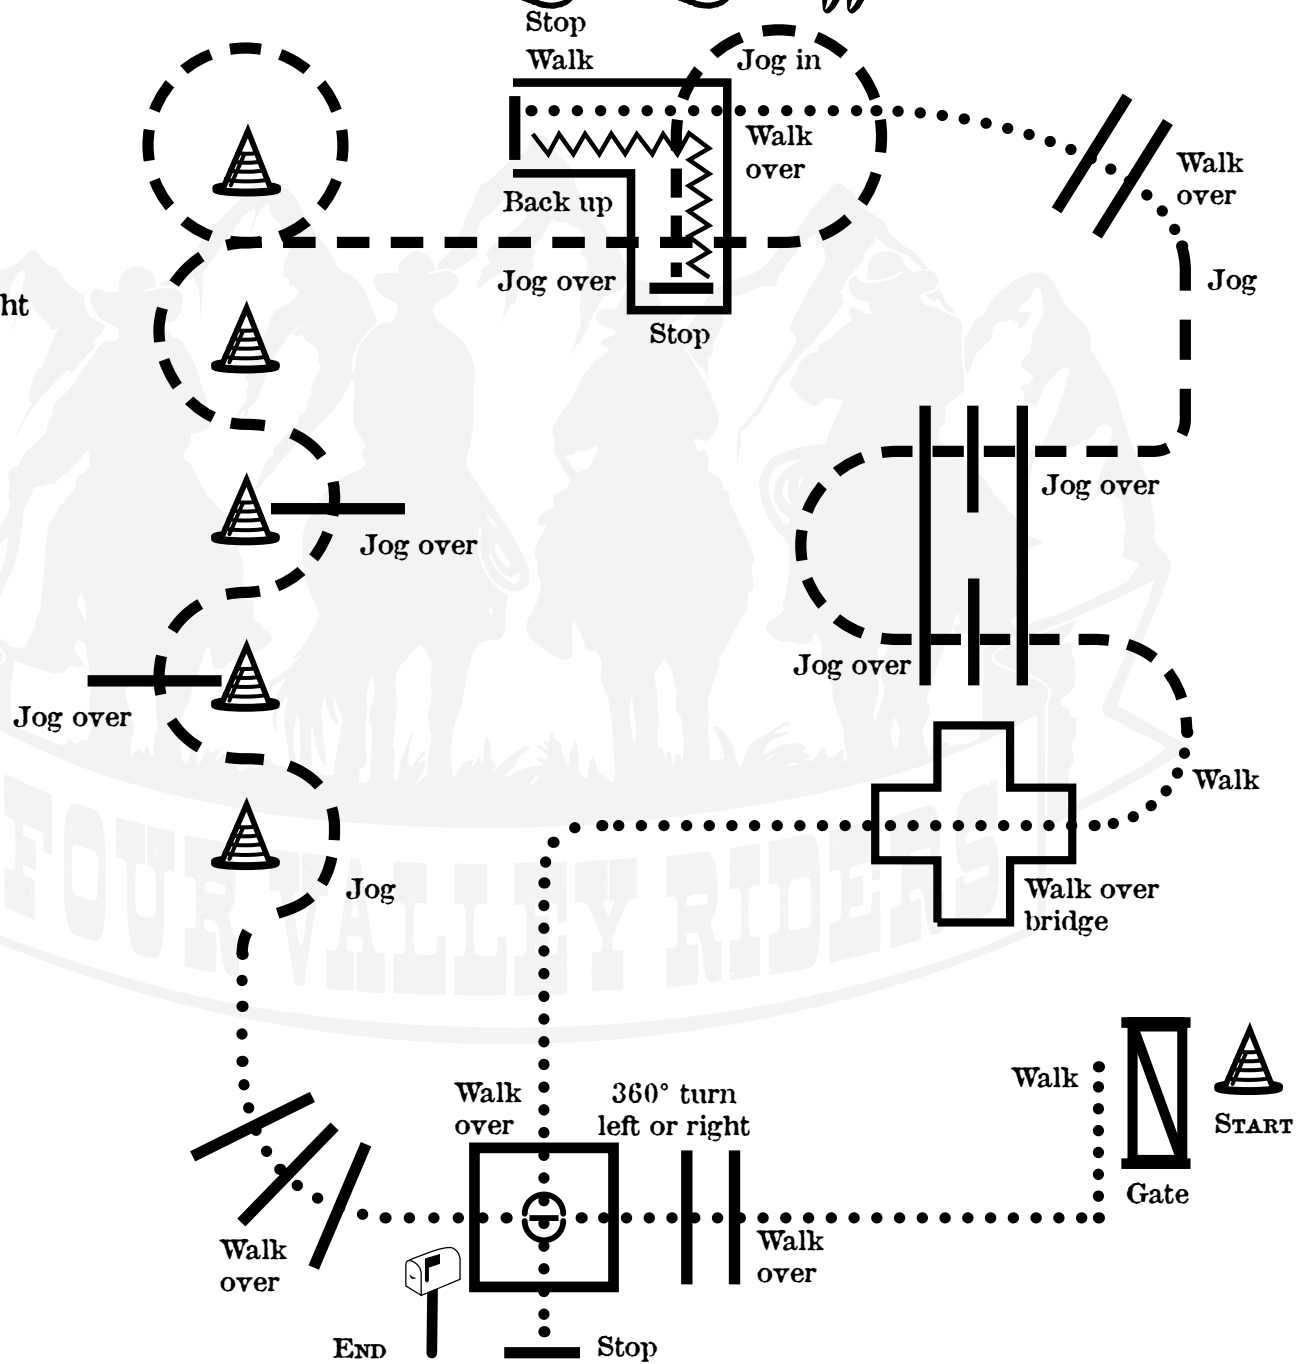 Stop
Walk
Jog in
Walk
over
Walk
over
Back up
Jog over
Jog
ht
Stop
Jog over
Jog over
Jog over
Jog over
Walk
Jog
Walk over
bridge
FOUR VALLEY RIDERS
Walk
START
Walk
over
360° turn
left or right
Gate
Walk
over
Walk
over
END
Stop